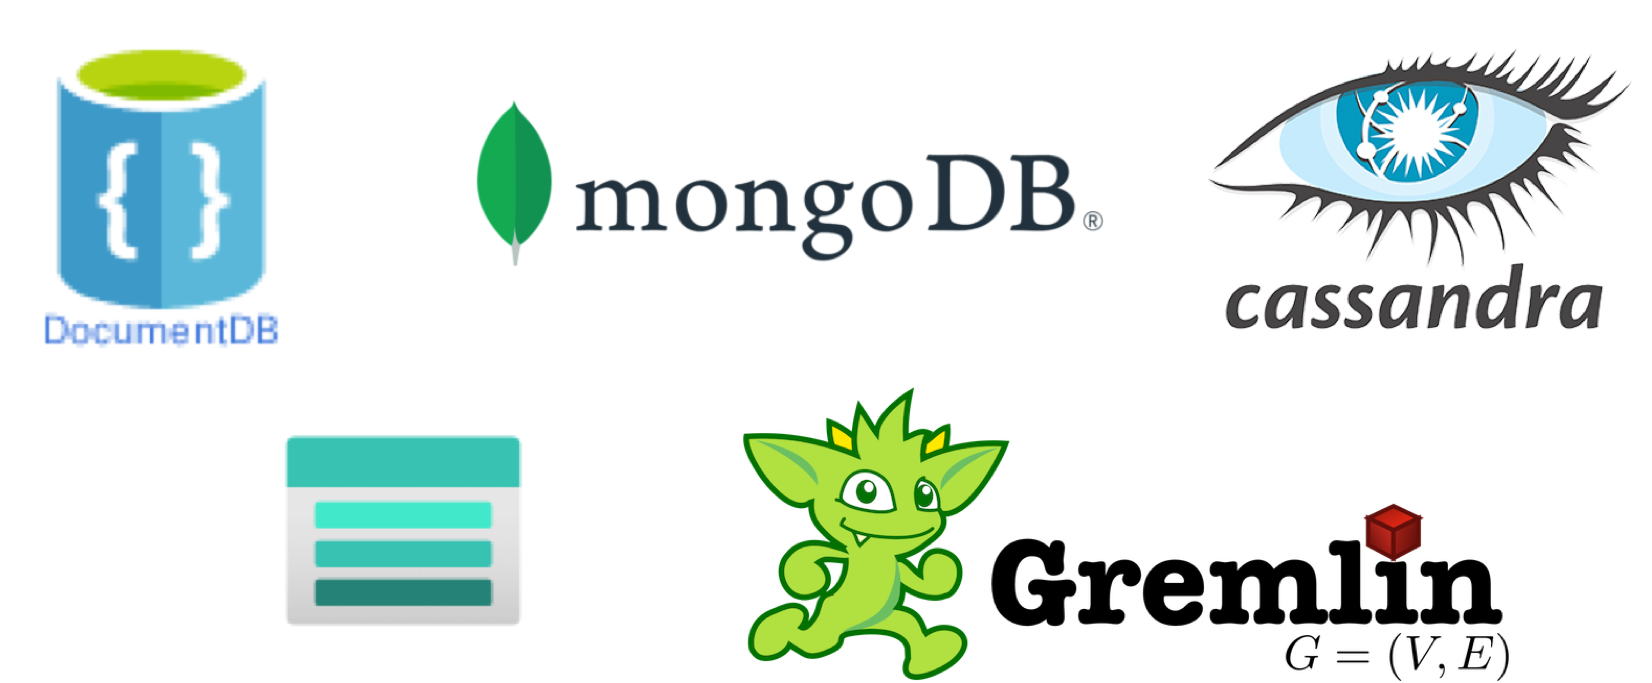 { }
DocumentDB
mongoDB®
cassandra
Gremlin
G = (V, E)